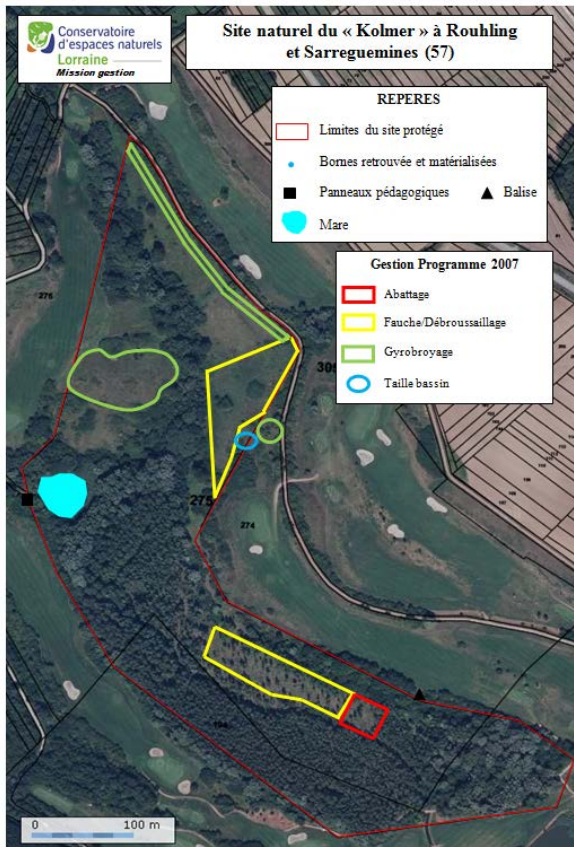 Conservatoire
d'espaces naturels
Lorraine
Mission gestion
Site naturel du « Kolmer » à Rouhling
et Sarreguemines (57)
REPERES
Limites du site protégé
Bornes retrouvée et matérialisées
Panneaux pédagogiques
Balise
Mare
Gestion Programme 2007
Abattage
Fauche/Débroussaillage
Gyrobroyage
Taille bassin
276
309
275
274
194
0 100 m